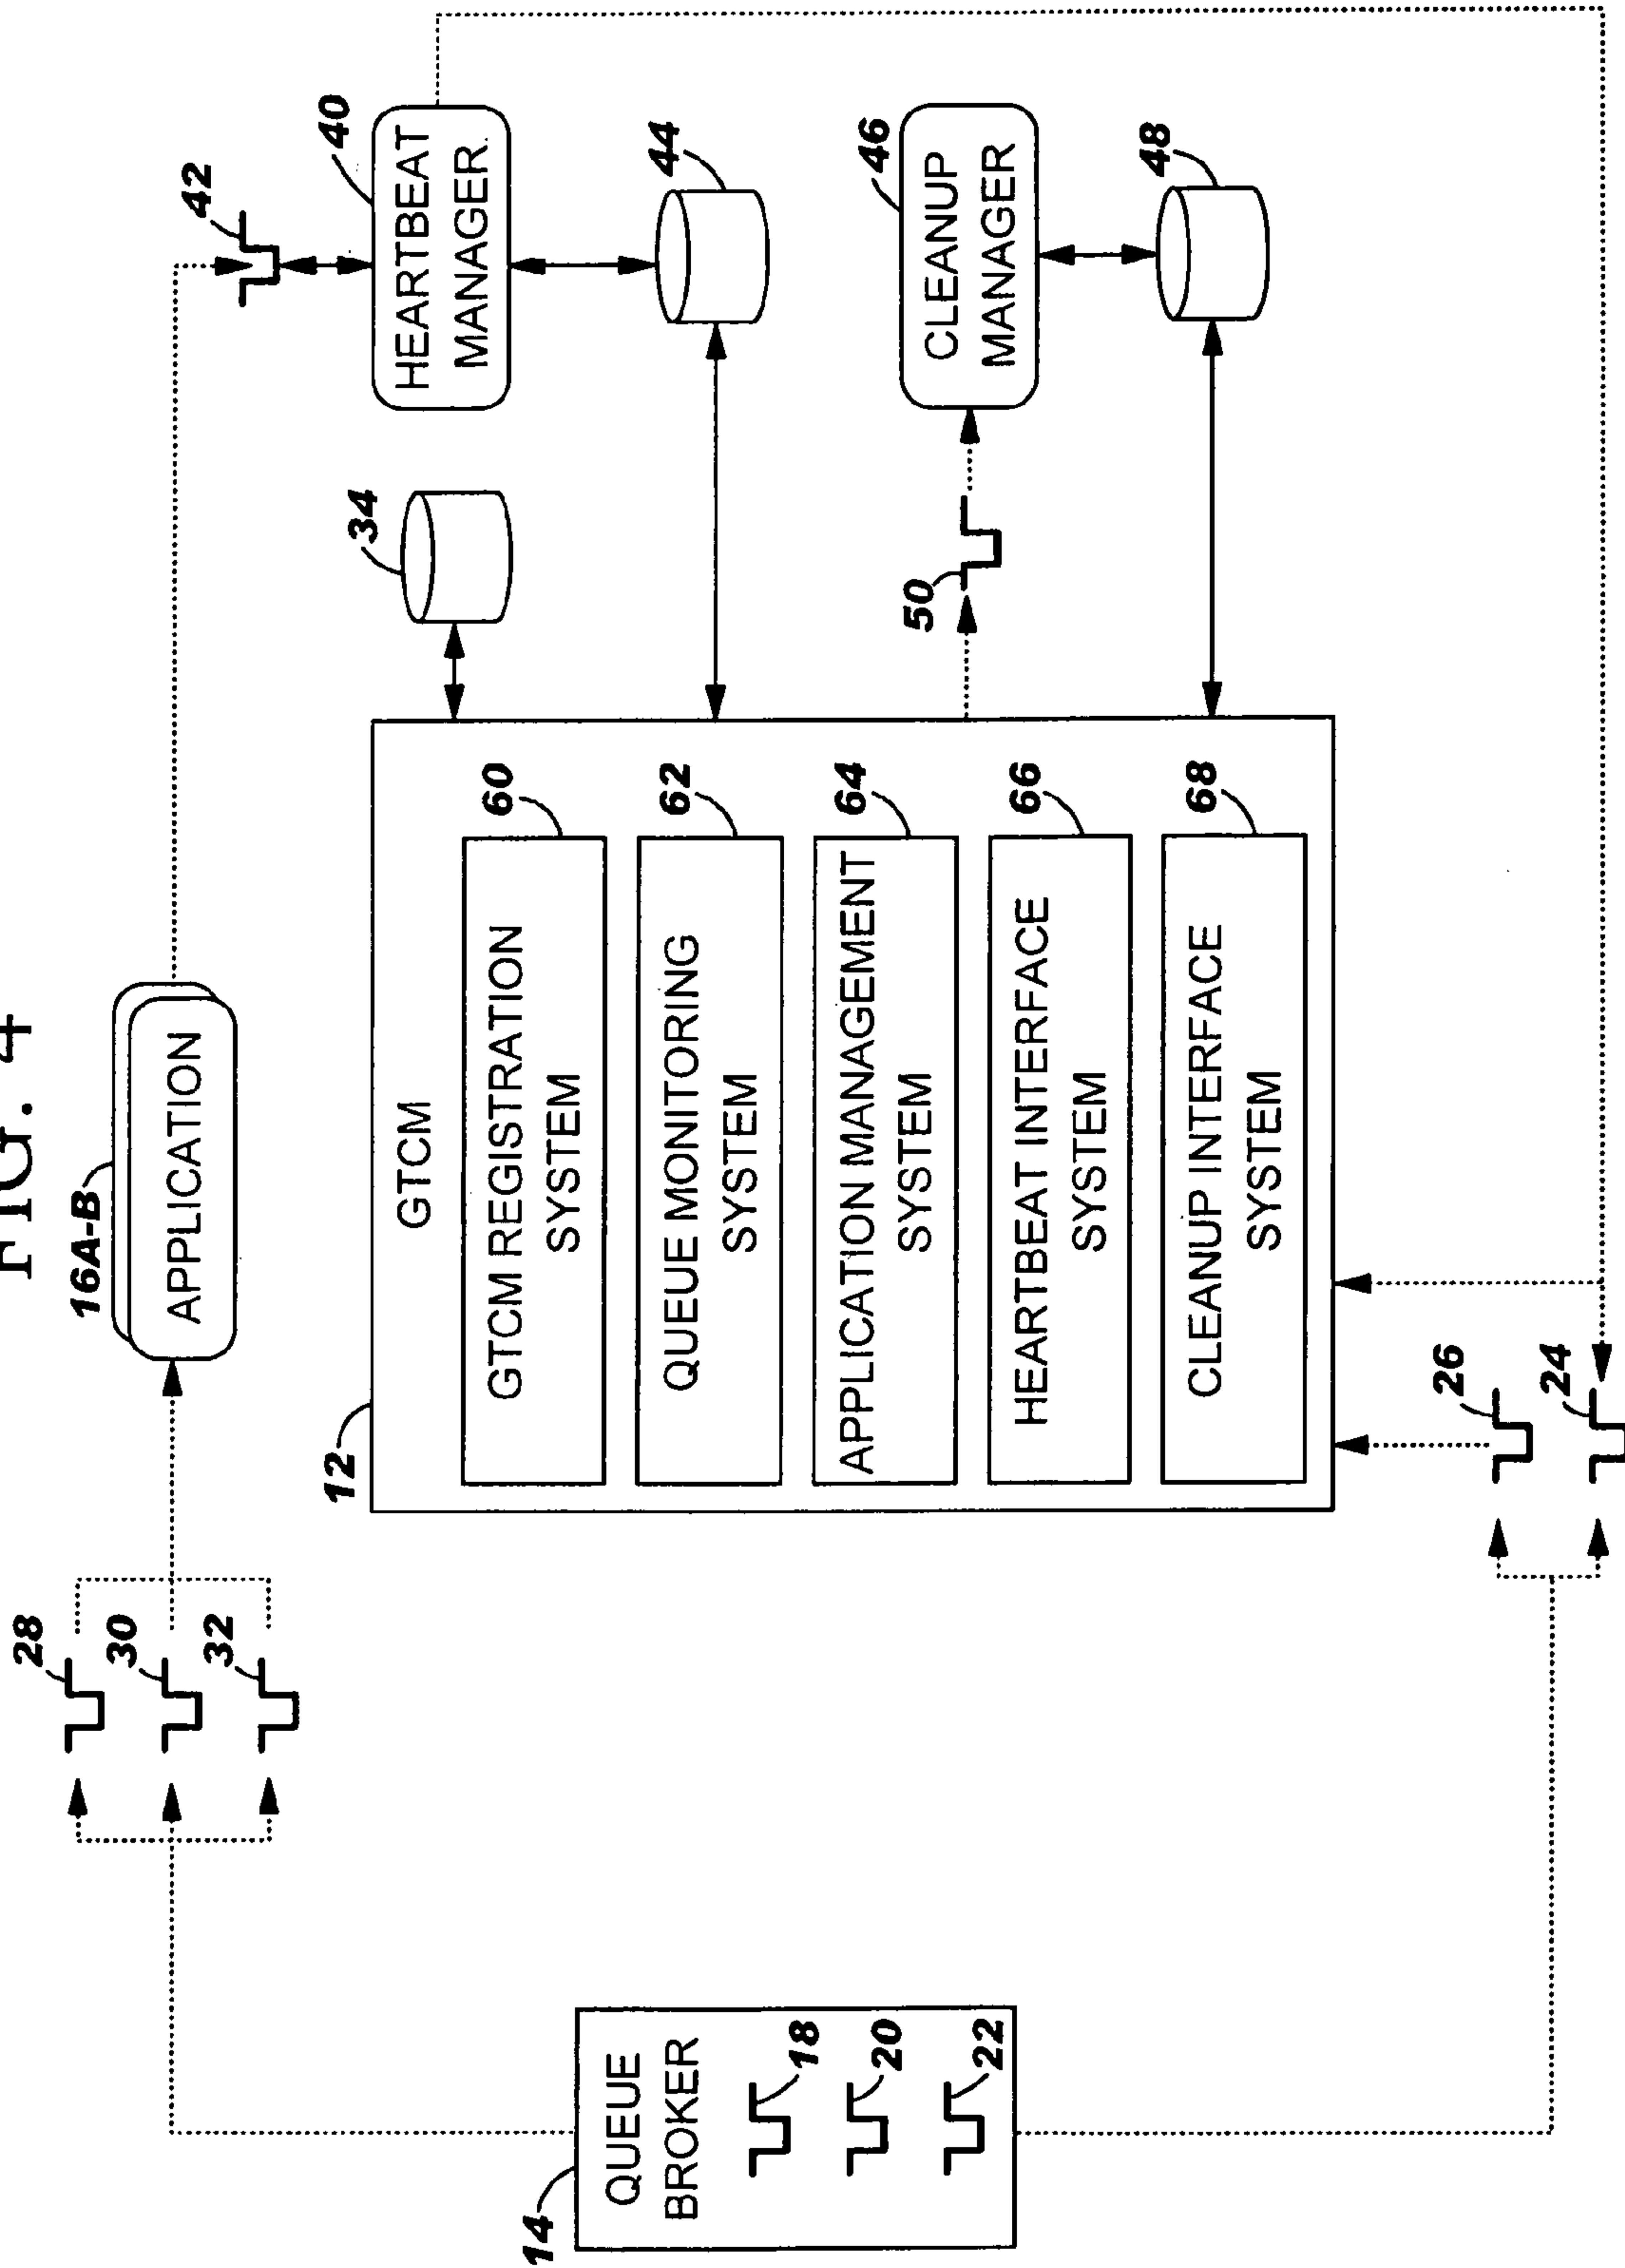 FIG. 4
28
30
32
16A-B
APPLICATION
42
40
HEARTBEAT
MANAGER
34
44
12
GTCM
60
GTCM REGISTRATION
SYSTEM
62
QUEUE MONITORING
SYSTEM
64
APPLICATION MANAGEMENT
SYSTEM
66
HEARTBEAT INTERFACE
SYSTEM
68
CLEANUP INTERFACE
SYSTEM
50
46
CLEANUP
MANAGER
48
14
QUEUE
BROKER
18
20
22
26
24